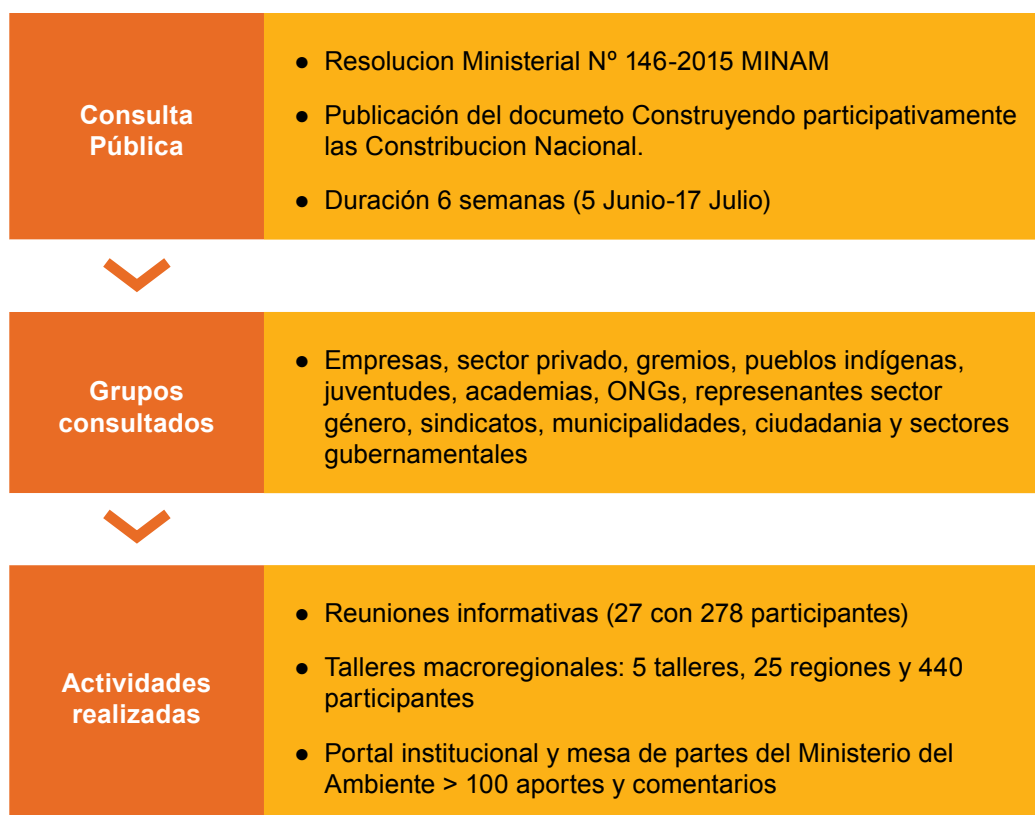 Consulta
Pública
● Resolucion Ministerial Nº 146-2015 MINAM
● Publicación del documeto Construyendo participativamente
las Constribucion Nacional.
● Duración 6 semanas (5 Junio-17 Julio)
Grupos
consultados
● Empresas, sector privado, gremios, pueblos indígenas,
juventudes, academias, ONGs, represenantes sector
género, sindicatos, municipalidades, ciudadania y sectores
gubernamentales
Actividades
realizadas
● Reuniones informativas (27 con 278 participantes)
● Talleres macroregionales: 5 talleres, 25 regiones y 440
participantes
● Portal institucional y mesa de partes del Ministerio del
Ambiente > 100 aportes y comentarios